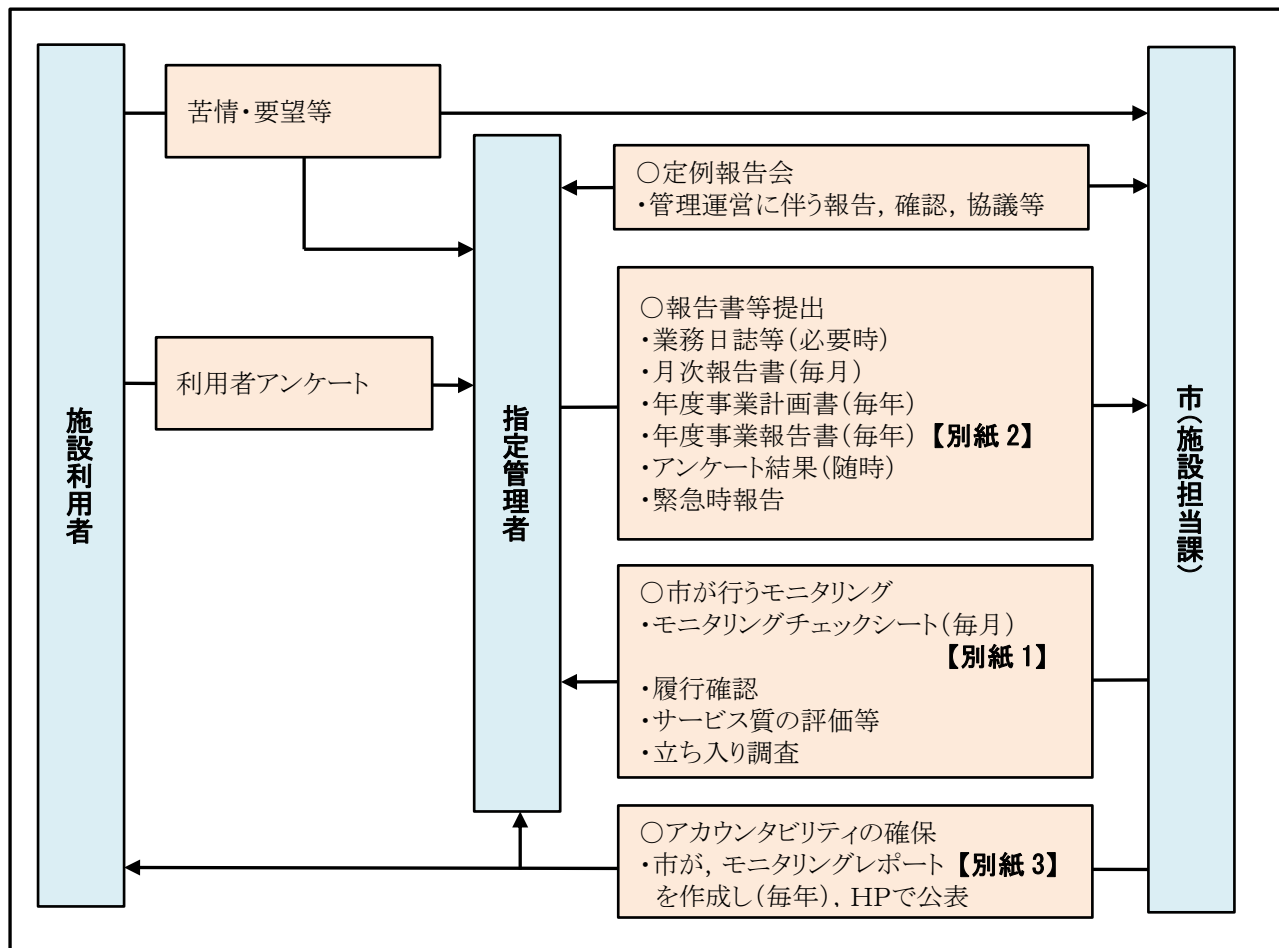 苦情・要望等
○定例報告会
・管理運営に伴う報告，確認，協議等
○報告書等提出
・業務日誌等（必要時）
・月次報告書（毎月）
・年度事業計画書（毎年）
・年度事業報告書（毎年）【別紙 2】
・アンケート結果（随時）
・緊急時報告
利用者アンケート
施設利用者
指定管理者
市（施設担当課）
○市が行うモニタリング
・モニタリングチェックシート（毎月）
【別紙 1】
・履行確認
・サービス質の評価等
・立ち入り調査
○アカウンタビリティの確保
・市が，モニタリングレポート【別紙 3】
を作成し（毎年），HPで公表